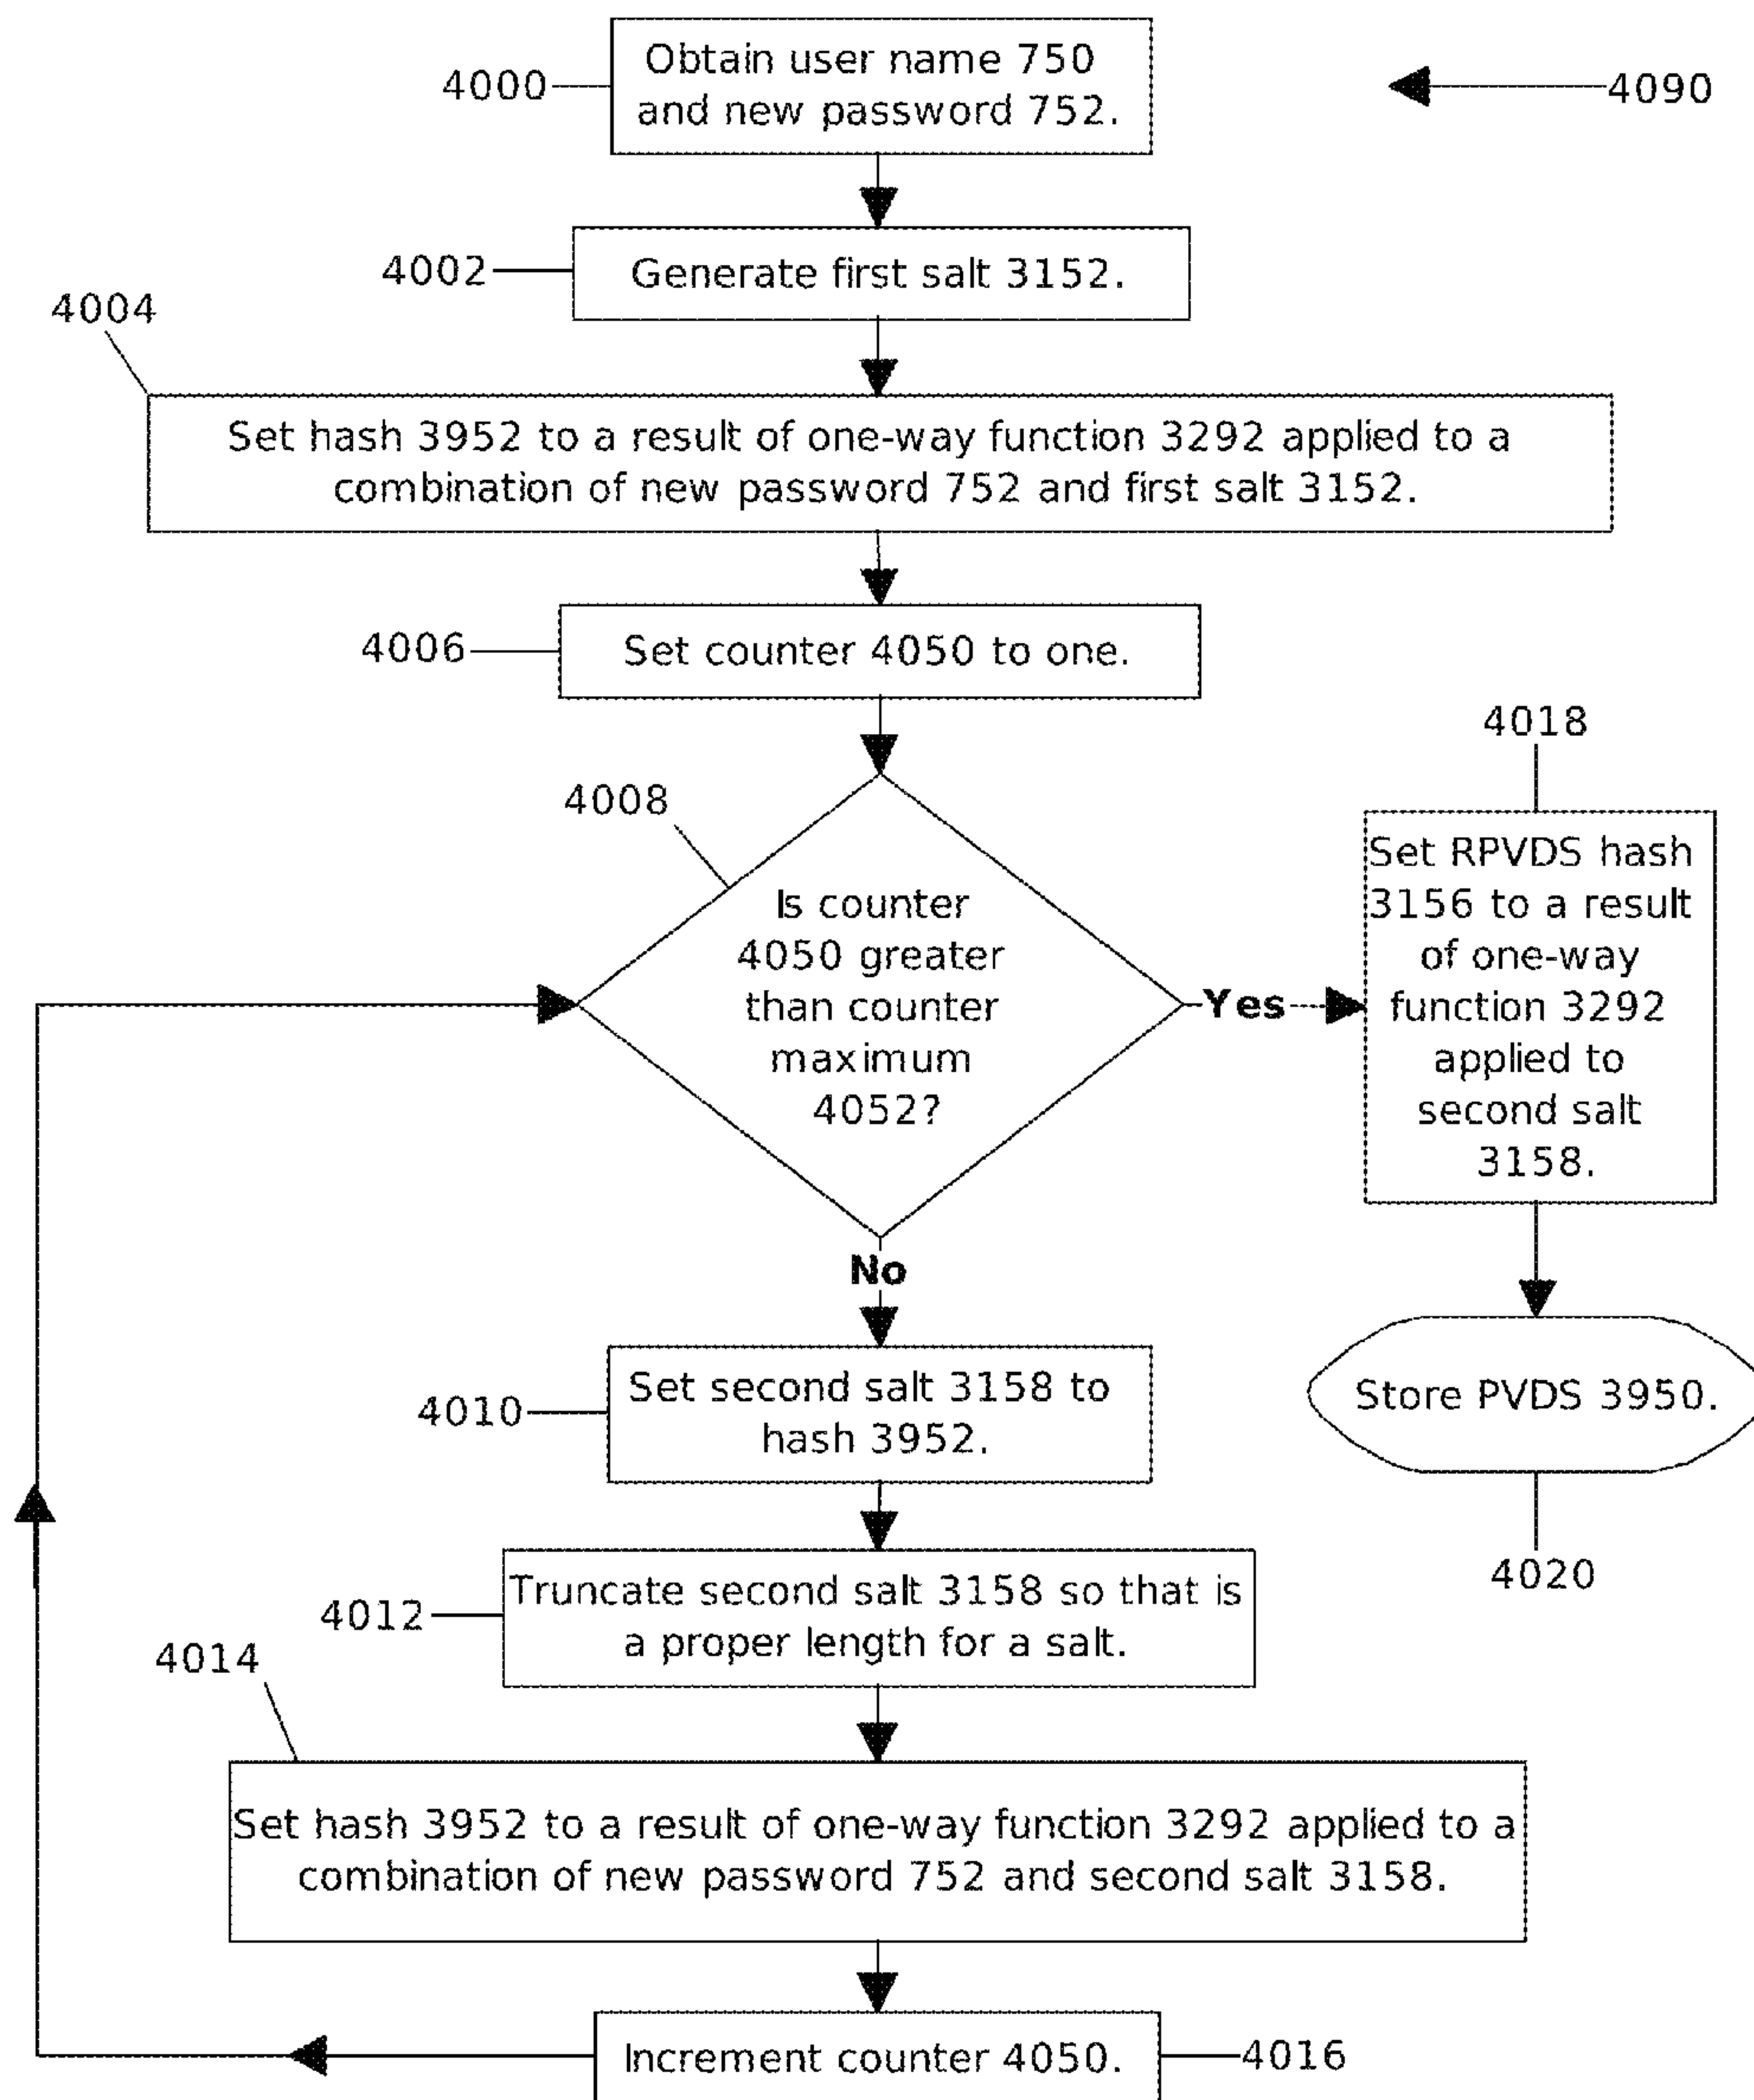 4000
Obtain user name 750
and new password 752.
4090
4002
Generate first salt 3152.
4004
Set hash 3952 to a result of one-way function 3292 applied to a
combination of new password 752 and first salt 3152.
4006
Set counter 4050 to one.
4008
Is counter
4050 greater
than counter
maximum
4052?
Yes
4018
Set RPVDS hash
3156 to a result
of one-way
function 3292
applied to
second salt
3158.
No
4010
Set second salt 3158 to
hash 3952.
Store PVDS 3950.
4020
4012
Truncate second salt 3158 so that is
a proper length for a salt.
4014
Set hash 3952 to a result of one-way function 3292 applied to a
combination of new password 752 and second salt 3158.
Increment counter 4050.
4016